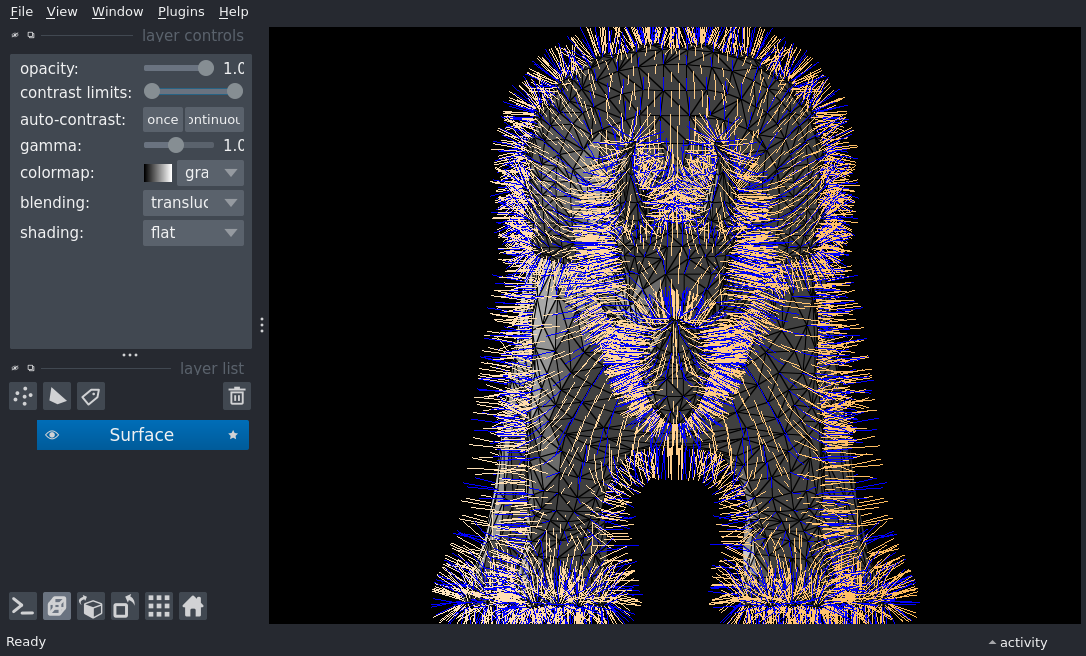 File View Window Plugins Help
layer controls
opacity: 1.0
contrast limits:
auto-contrast: once ontinuou
gamma: 1.0
colormap: gra
blending: transluc
shading: flat
layer list
Surface
Ready
activity